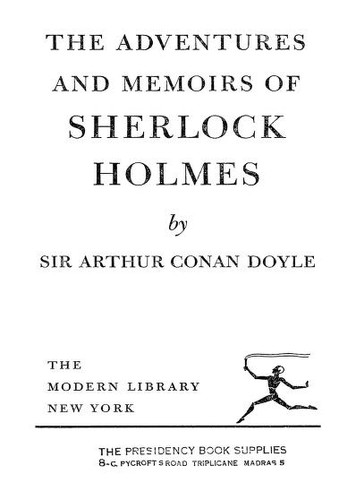 THE ADVENTURES
AND MEMOIRS OF
SHERLOCK
HOLMES
by
SIR ARTHUR CONAN DOYLE
THE
MODERN LIBRARY
NEW YORK
THE PRESIDENCY BOOK SUPPLIES
8-C. PYCROFT'S ROAD TRIPLICANE MADRAS 5